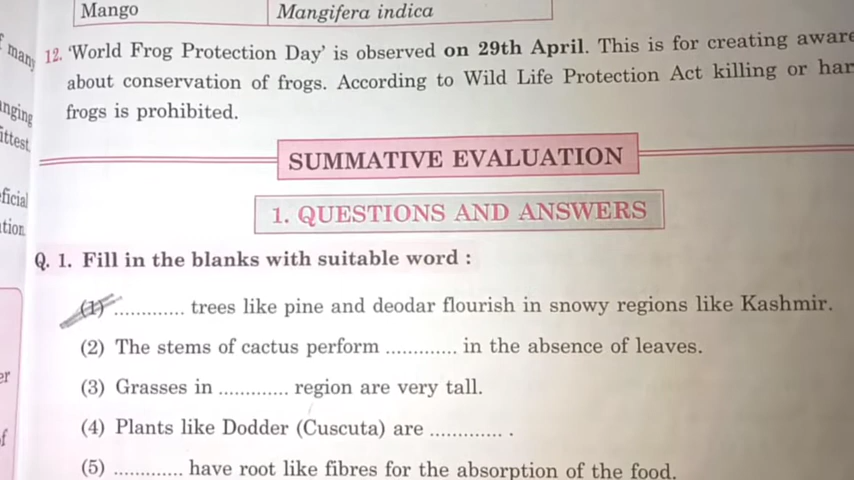 Mango Mangifera indica
many
12. 'World Frog Protection Day' is observed on 29th April. This is for creating
about conservation of frogs. According to Wild Life Protection Act killing or
frogs is prohibited.
SUMMATIVE EVALUATION
1. QUESTIONS AND ANSWERS
Q. 1. Fill in the blanks with suitable word :
(1) ............. trees like pine and deodar flourish in snowy regions like Kashmir.
(2) The stems of cactus perform ............. in the absence of leaves.
(3) Grasses in ............. region are very tall.
(4) Plants like Dodder (Cuscuta) are ............. .
(5) ............. have root like fibres for the absorption of the food.